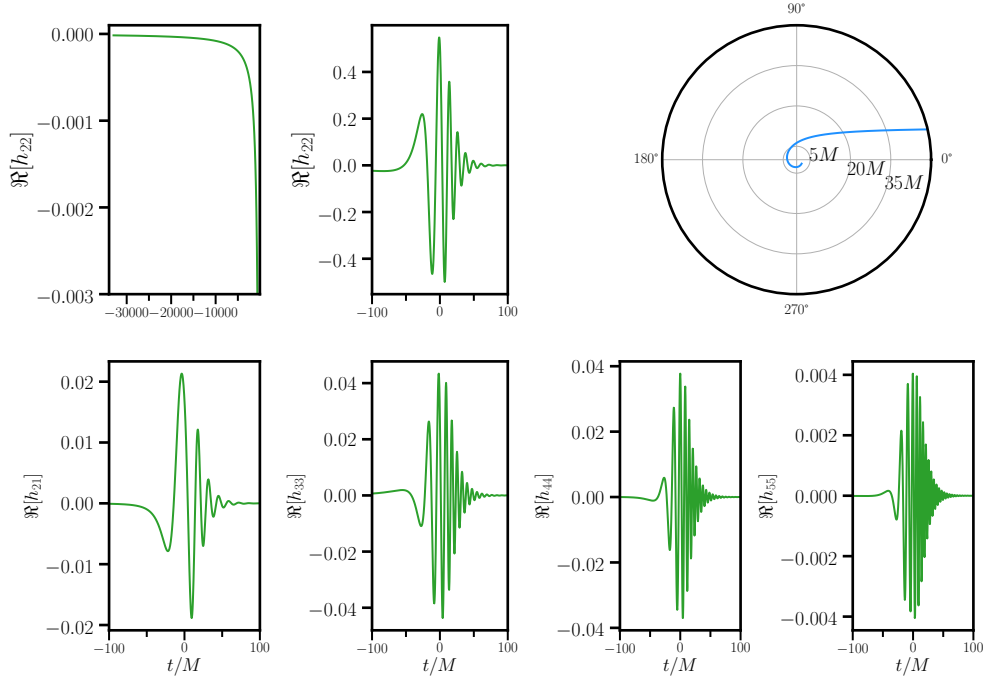 0.000
−0.001
−0.002
−0.003
ℜ[h₂₂]
−30000 −20000 −10000
0.4
0.2
0.0
−0.2
−0.4
ℜ[h₂₂]
−100 0 100
90°
180°
0°
270°
5M
20M
35M
0.02
0.01
0.00
−0.01
−0.02
ℜ[h₂₁]
−100 0 100
t/M
0.04
0.02
0.00
−0.02
−0.04
ℜ[h₃₃]
−100 0 100
t/M
0.04
0.02
0.00
−0.02
−0.04
ℜ[h₄₄]
−100 0 100
t/M
0.004
0.002
0.000
−0.002
−0.004
ℜ[h₅₅]
−100 0 100
t/M